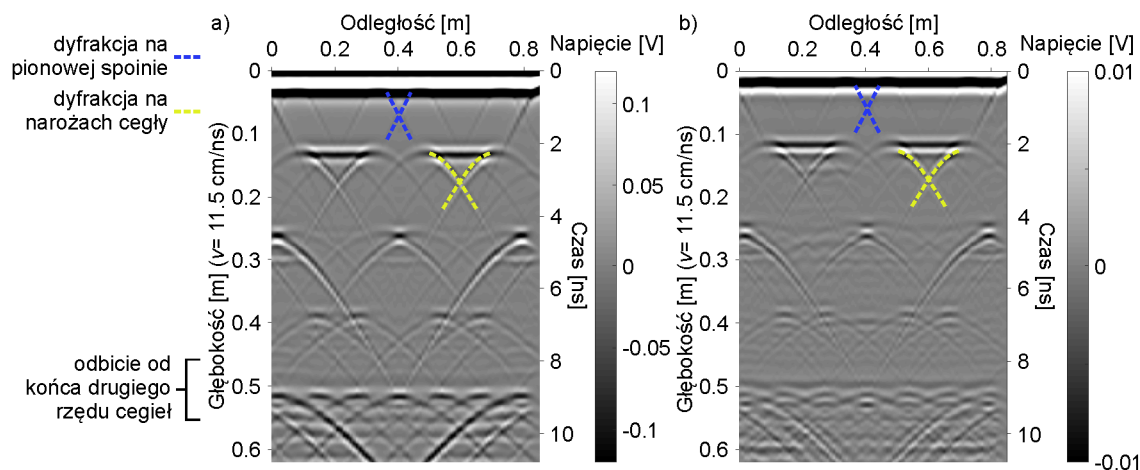 a)
Odległość [m]
b)
Odległość [m]
dyfrakcja na
pionowej spoinie
dyfrakcja na
narożach cegły
odbicie od
końca drugiego
rzędu cegieł
0 0.2 0.4 0.6 0.8
Napięcie [V]
0 0.2 0.4 0.6 0.8
Napięcie [V]
0
0.1
0.2
0.3
0.4
0.5
0.6
Głębokość [m] (v= 11.5 cm/ns)
0
2
4
6
8
10
Czas [ns]
0.1
0.05
0
-0.05
-0.1
0
0.1
0.2
0.3
0.4
0.5
0.6
Głębokość [m] (v= 11.5 cm/ns)
0
2
4
6
8
10
Czas [ns]
0.01
0
-0.01